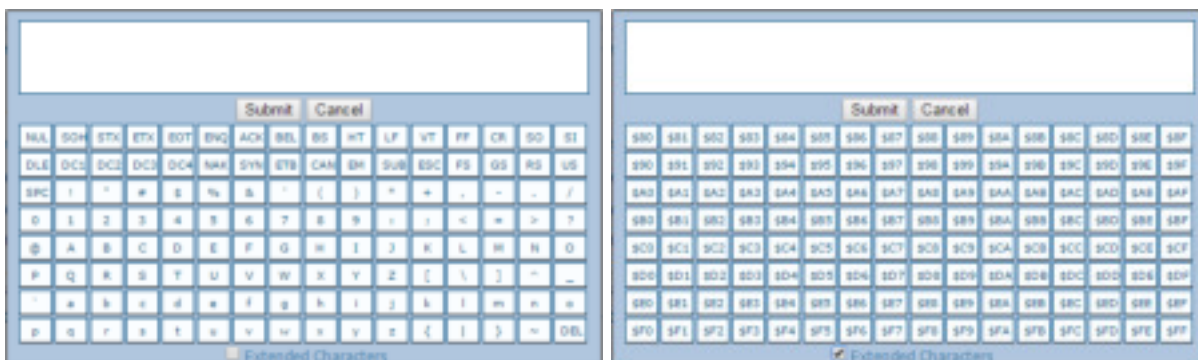 Submit Cancel
NUL SOH STX ETX EOT ENQ ACK BEL BS HT LF VT FF CR SO SI
DLE DC1 DC2 DC3 DC4 NAK SYN ETB CAN EM SUB ESC FS GS RS US
SPC ! " # $ % & ' ( ) * + , - . /
0 1 2 3 4 5 6 7 8 9 : ; < = > ?
@ A B C D E F G H I J K L M N O
P Q R S T U V W X Y Z [ \ ] ^ _
` a b c d e f g h i j k l m n o
p q r s t u v w x y z { | } ~ DEL
Extended Characters
Submit Cancel
$80 $81 $82 $83 $84 $85 $86 $87 $88 $89 $8A $8B $8C $8D $8E $8F
$90 $91 $92 $93 $94 $95 $96 $97 $98 $99 $9A $9B $9C $9D $9E $9F
$A0 $A1 $A2 $A3 $A4 $A5 $A6 $A7 $A8 $A9 $AA $AB $AC $AD $AE $AF
$B0 $B1 $B2 $B3 $B4 $B5 $B6 $B7 $B8 $B9 $BA $BB $BC $BD $BE $BF
$C0 $C1 $C2 $C3 $C4 $C5 $C6 $C7 $C8 $C9 $CA $CB $CC $CD $CE $CF
$D0 $D1 $D2 $D3 $D4 $D5 $D6 $D7 $D8 $D9 $DA $DB $DC $DD $DE $DF
$E0 $E1 $E2 $E3 $E4 $E5 $E6 $E7 $E8 $E9 $EA $EB $EC $ED $EE $EF
$F0 $F1 $F2 $F3 $F4 $F5 $F6 $F7 $F8 $F9 $FA $FB $FC $FD $FE $FF
Extended Characters